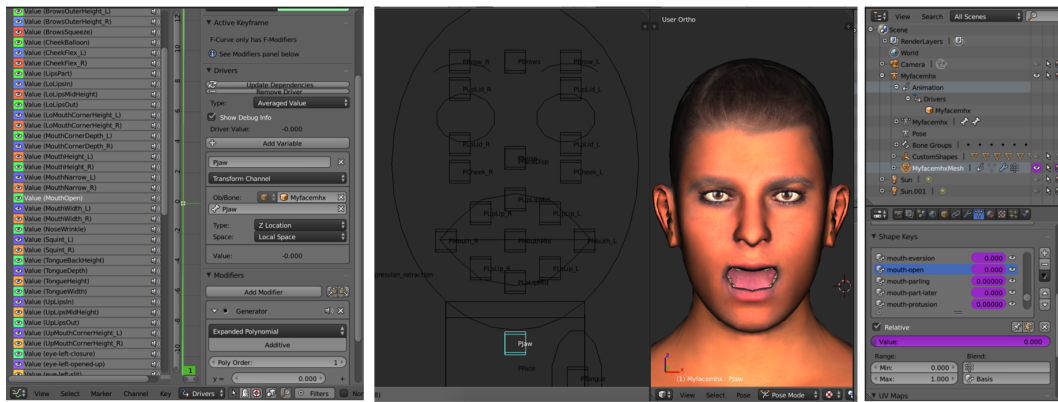 Value (BrowsOuterHeight_L)
Value (BrowsOuterHeight_R)
Value (BrowsSqueeze)
Value (CheekBalloon)
Value (CheekFlex_L)
Value (CheekFlex_R)
Value (LipsPart)
Value (LoLipsIn)
Value (LoLipsMidHeight)
Value (LoLipsOut)
Value (LoMouthCornerHeight_L)
Value (LoMouthCornerHeight_R)
Value (MouthCornerDepth_L)
Value (MouthCornerDepth_R)
Value (MouthHeight_L)
Value (MouthHeight_R)
Value (MouthNarrow_L)
Value (MouthNarrow_R)
Value (MouthOpen)
Value (MouthWidth_L)
Value (MouthWidth_R)
Value (NoseWrinkle)
Value (Squint_L)
Value (Squint_R)
Value (TongueBackHeight)
Value (TongueDepth)
Value (TongueHeight)
Value (TongueWidth)
Value (UpLipsIn)
Value (UpLipsMidHeight)
Value (UpLipsOut)
Value (UpMouthCornerHeight_L)
Value (UpMouthCornerHeight_R)
Value (eye-left-closure)
Value (eye-left-opened-up)
View Select Marker Channel Key Drivers Filters Nor
1
Active Keyframe
F-Curve only has F-Modifiers
See Modifiers panel below
Drivers
Update Dependencies
Remove Driver
Type: Averaged Value
Show Debug Info
Driver Value: -0.000
Add Variable
PJaw
Transform Channel
Ob/Bone: Myfacemhx
PJaw
Type: Z Location
Space: Local Space
Value: -0.000
Modifiers
Add Modifier
Generator
Expanded Polynomial
Additive
Poly Order: 1
y = 0.000 +
PBrow_R
PBrows
PBrow_L
PUpLid_R
PUpLid_L
PLoLid_R
PLoLid_L
PCheek_R
PCheek_L
PUpLip_R
PUpLip_L
PMouth_R
PMouthMid
PMouth_L
PLoLip_R
PLoLip_L
pression_retraction
PJaw
PFace
PTongue
User Ortho
(1) Myfacemhx : PJaw
View Select Pose Pose Mode
View Search All Scenes
Scene
RenderLayers
World
Camera
Myfacemhx
Animation
Drivers
Myfacemhx
Myfacemhx
Pose
Bone Groups
CustomShapes
MyfacemhxMesh
Sun
Sun.001
Shape Keys
mouth-eversion 0.000
mouth-open 0.000
mouth-parling 0.00000
mouth-part-later 0.000
mouth-protusion 0.00000
Relative
Value: 0.000
Range: Blend:
Min: 0.000
Max: 1.000 Basis
UV Maps